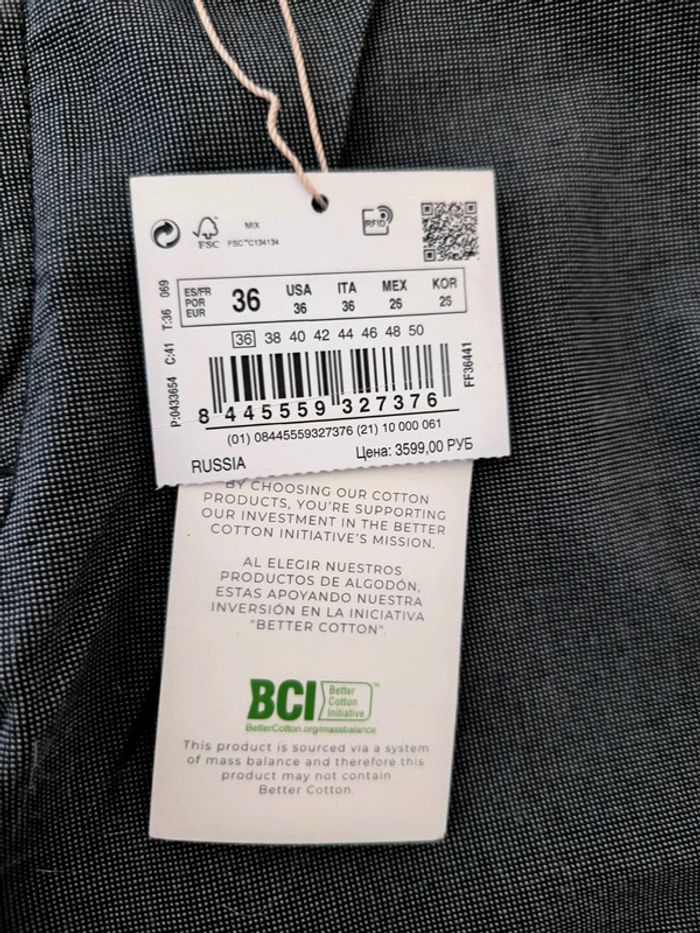 FSC
MIX
FSC™C134134
RFID
ES/FR POR EUR 36 USA 36 ITA 36 MEX 26 KOR 26
36 38 40 42 44 46 48 50
P:0433654 C:41 T:36 069
FF36441
8 445559 327376
(01) 08445559327376 (21) 10 000 061
RUSSIA Цена: 3599,00 РУБ
BY CHOOSING OUR COTTON
PRODUCTS, YOU'RE SUPPORTING
OUR INVESTMENT IN THE BETTER
COTTON INITIATIVE'S MISSION.
AL ELEGIR NUESTROS
PRODUCTOS DE ALGODÓN,
ESTAS APOYANDO NUESTRA
INVERSIÓN EN LA INICIATIVA
"BETTER COTTON".
BCI Better Cotton Initiative™
BetterCotton.org/massbalance
This product is sourced via a system
of mass balance and therefore this
product may not contain
Better Cotton.